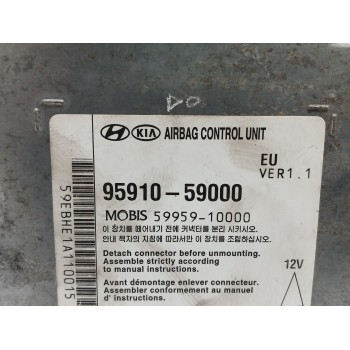 DO
KIA AIRBAG CONTROL UNIT
EU
VER1.1
95910-59000
MOBIS 59959-10000
이 장치를 떼어내기 전에 커넥터를 분리 시키시오.
안내 책자의 지침에 따라서만 이 장치를 조립하십시오.
Detach connector before unmounting.
Assemble strictly according
to manual instructions.
12V
Avant démontage enlever connecteur.
Assembler conformément au manuel
d'instructions.
59EBHE1A110015